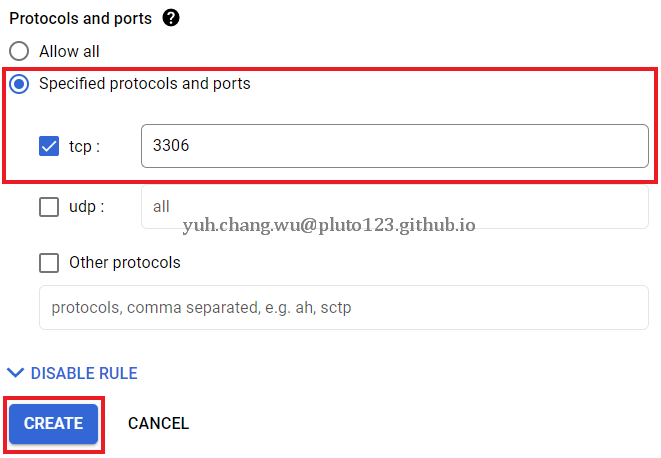 Protocols and ports ?
Allow all
Specified protocols and ports
tcp : 3306
udp : all
yuh.chang.wu@pluto123.github.io
Other protocols
protocols, comma separated, e.g. ah, sctp
DISABLE RULE
CREATE CANCEL